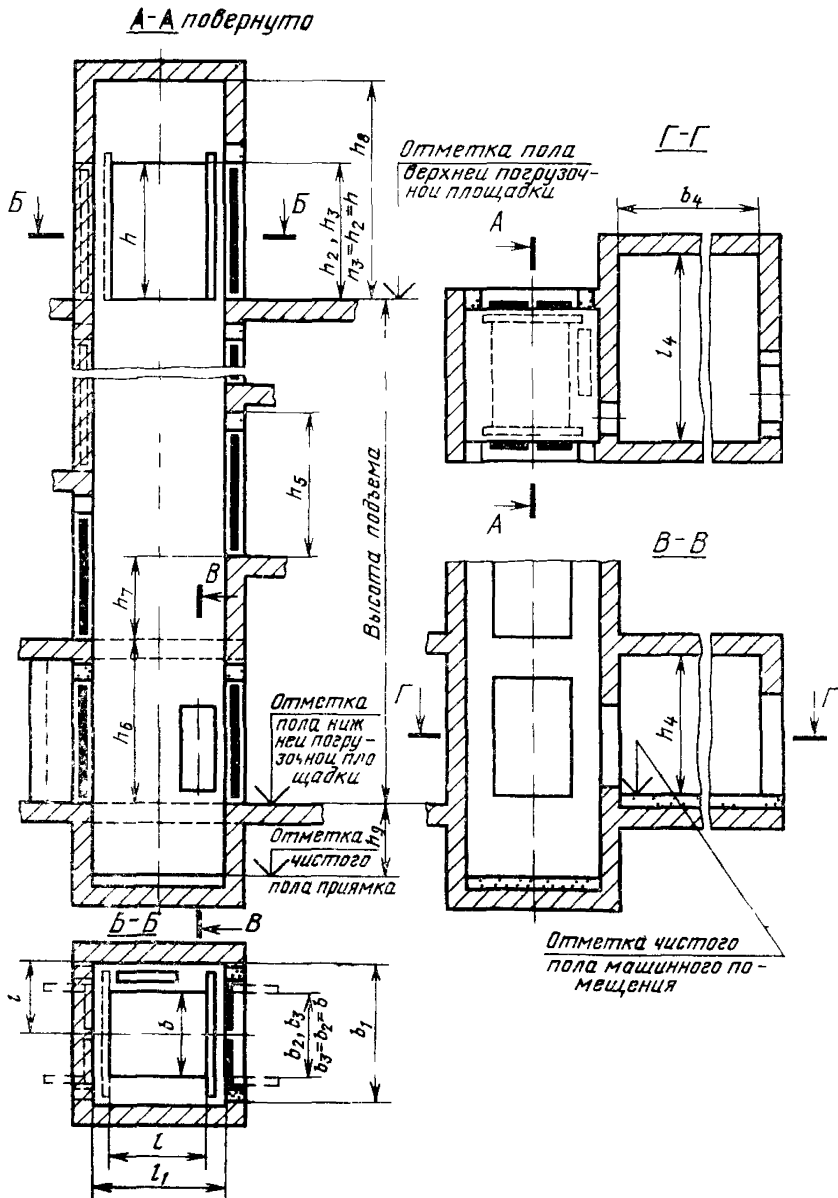 А-А повернуто
h8
Отметка пола
верхней погрузоч-
ной площадки
Г-Г
Б
Б
h
h2, h3
h3=h2=h
А
b4
l4
h5
Высота подъема
А
В-В
h7
В
Г
Г
Отметка
пола ниж
ней погру-
зочной пло
щадки
h6
h4
Отметка
чистого
пола приямка
h9
Б-Б
В
Отметка чистого
пола машинного по-
мещения
l
b
b2, b3
b3=b2=b
b1
l
l1